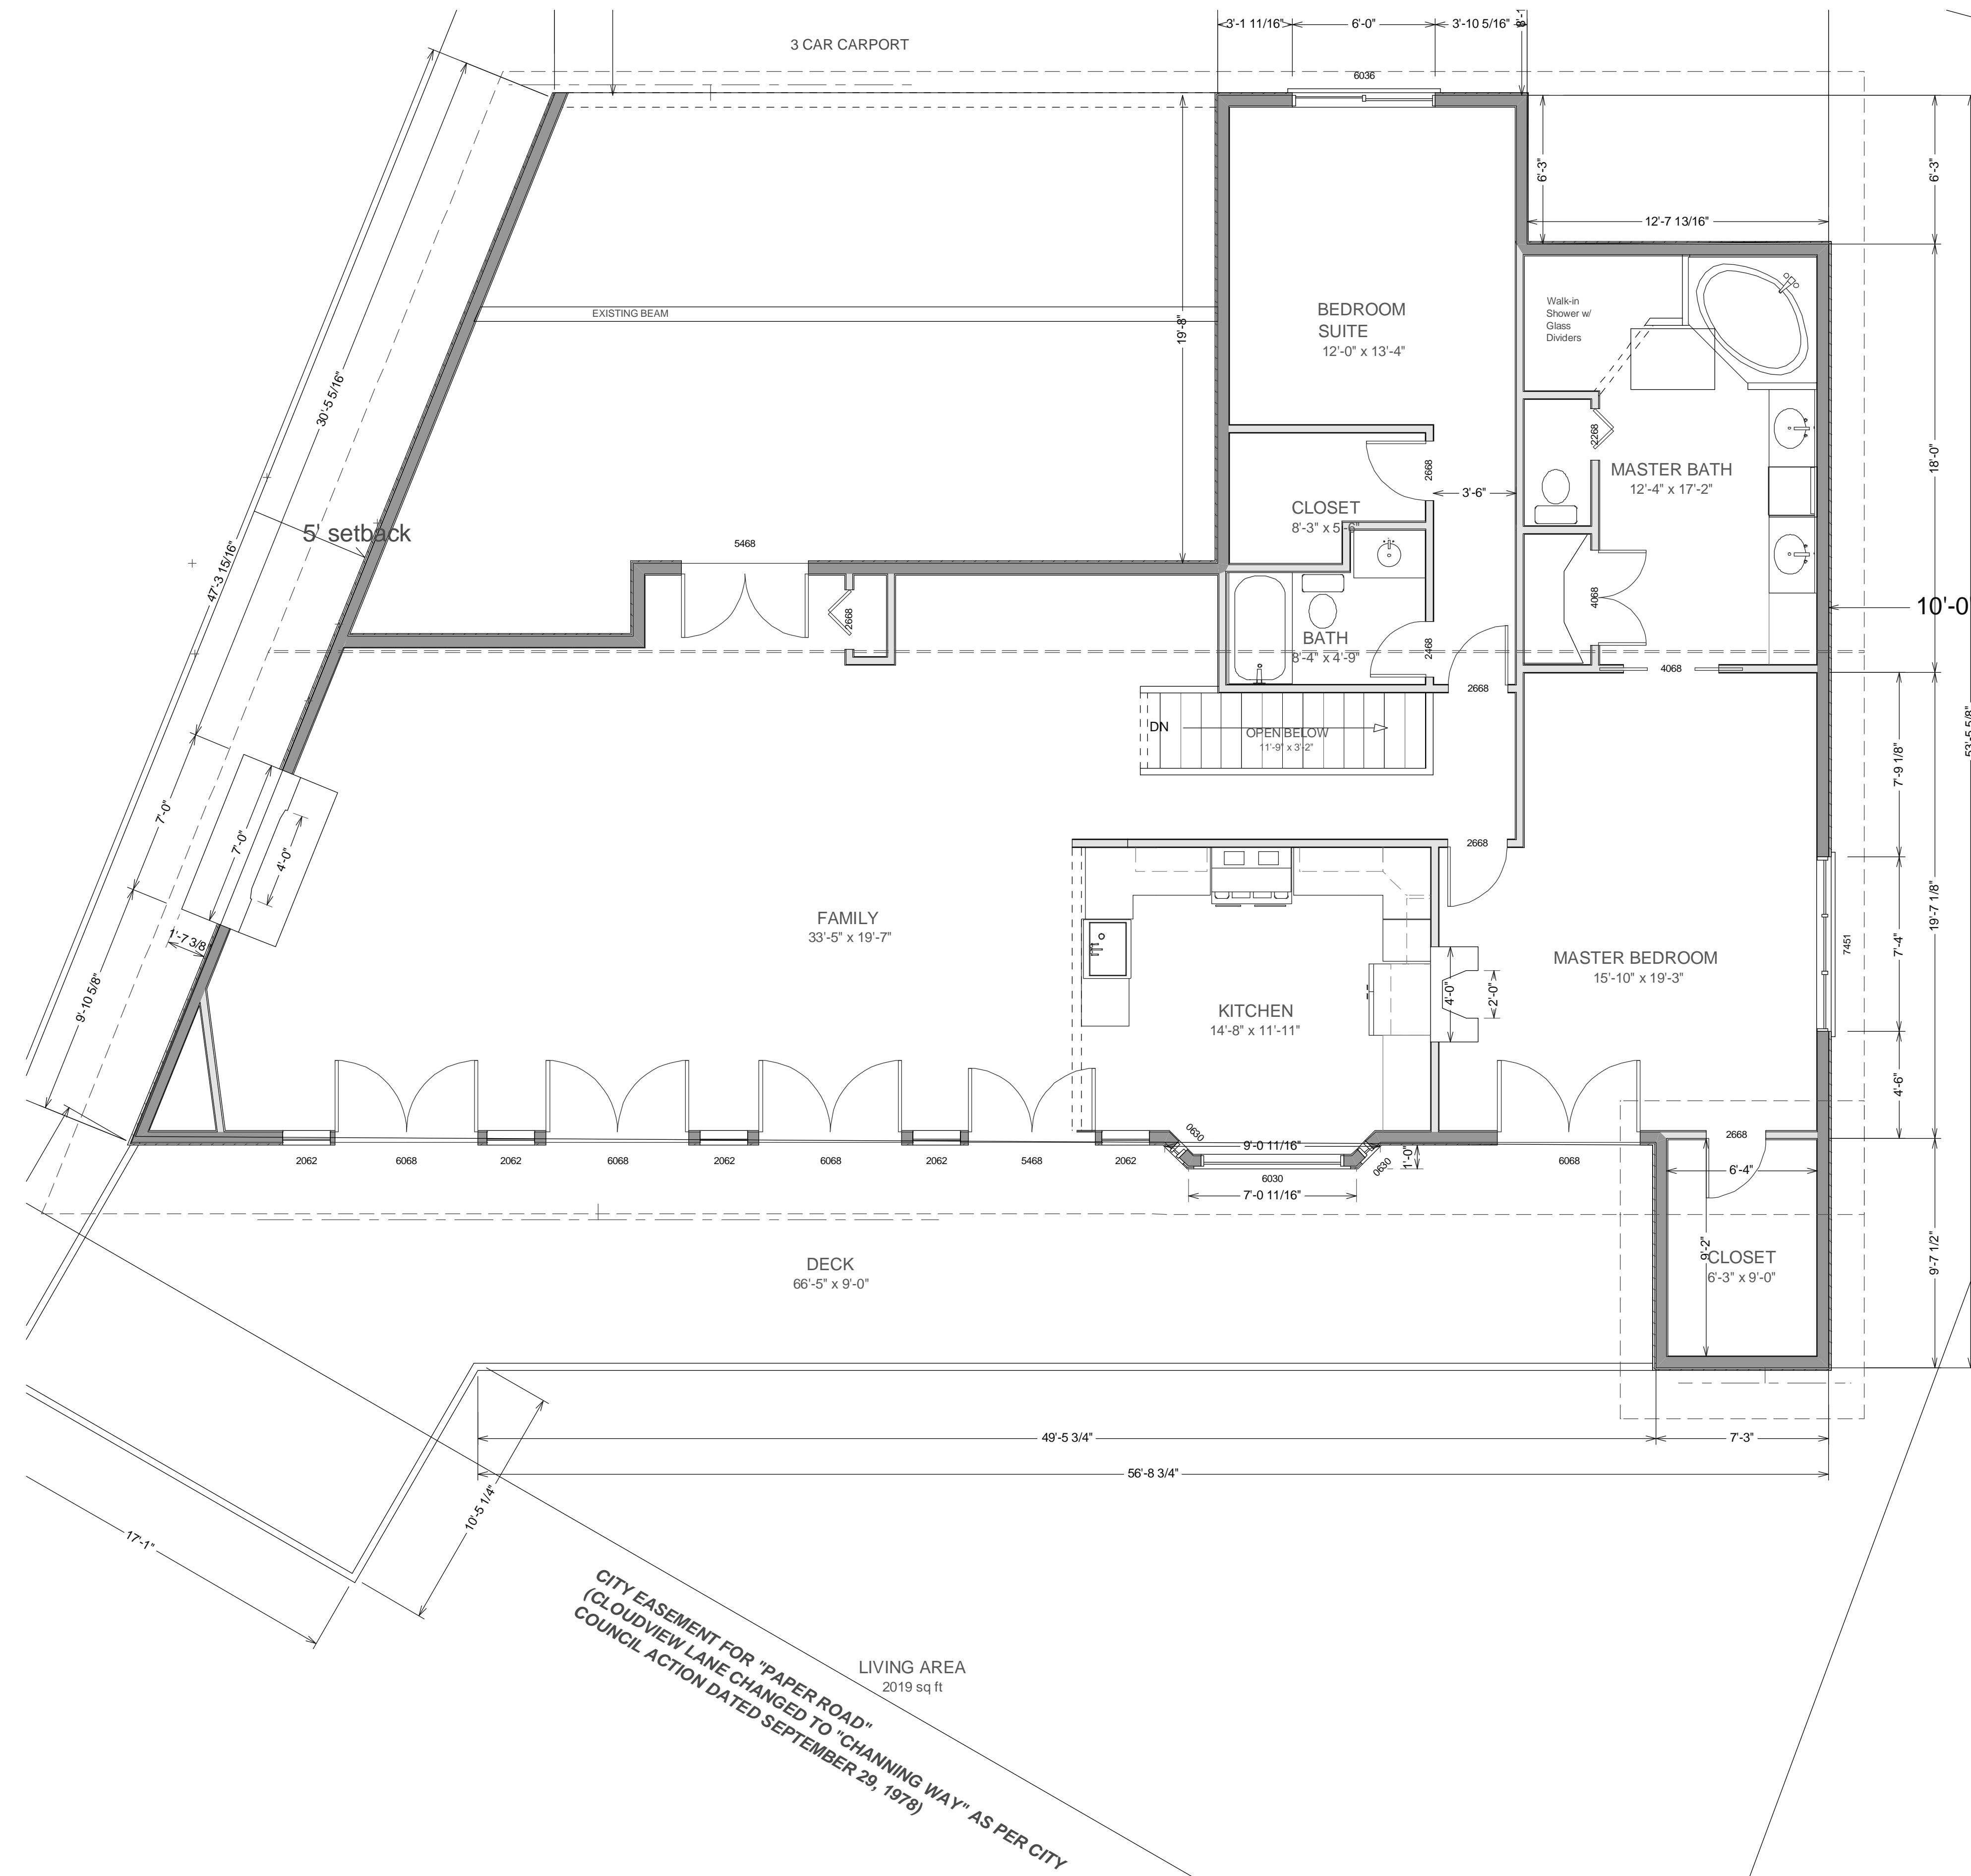 3'-1 11/16"
6'-0"
3'-10 5/16"
3 CAR CARPORT
6036
6'-3"
6'-3"
12'-7 13/16"
EXISTING BEAM
19'-8"
BEDROOM
SUITE
12'-0" x 13'-4"
Walk-in
Shower w/
Glass
Dividers
30'-5 5/16"
47'-3 15/16"
5' setback
2268
MASTER BATH
12'-4" x 17'-2"
18'-0"
2668
3'-6"
CLOSET
8'-3" x 5'-6"
5468
2668
4068
10'-0
BATH
8'-4" x 4'-9"
2468
4068
2668
DN
OPEN BELOW
11'-9" x 3'-2"
53'-5 5/8"
7'-9 1/8"
7'-0"
7'-0"
4'-0"
2668
FAMILY
33'-5" x 19'-7"
19'-7 1/8"
7'-4"
7451
1'-7 3/8"
9'-10 5/8"
MASTER BEDROOM
15'-10" x 19'-3"
4'-0"
2'-0"
KITCHEN
14'-8" x 11'-11"
4'-6"
2062
6068
2062
6068
2062
6068
2062
5468
2062
0630
9'-0 11/16"
1'-0"
0630
6030
7'-0 11/16"
6068
2668
6'-4"
9'-2"
CLOSET
6'-3" x 9'-0"
9'-7 1/2"
DECK
66'-5" x 9'-0"
49'-5 3/4"
7'-3"
56'-8 3/4"
10'-5 1/4"
17'-1"
CITY EASEMENT FOR "PAPER ROAD"
(CLOUDVIEW LANE CHANGED TO "CHANNING WAY" AS PER CITY
COUNCIL ACTION DATED SEPTEMBER 29, 1978)
LIVING AREA
2019 sq ft